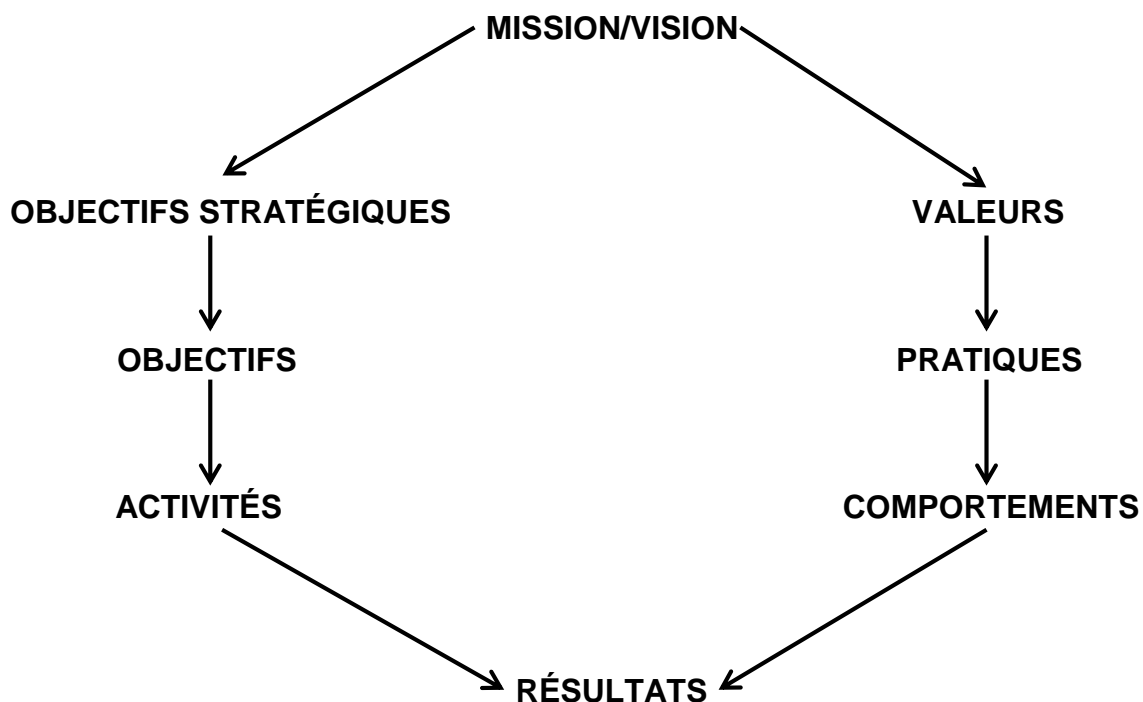 MISSION/VISION
OBJECTIFS STRATÉGIQUES
VALEURS
OBJECTIFS
PRATIQUES
ACTIVITÉS
COMPORTEMENTS
RÉSULTATS